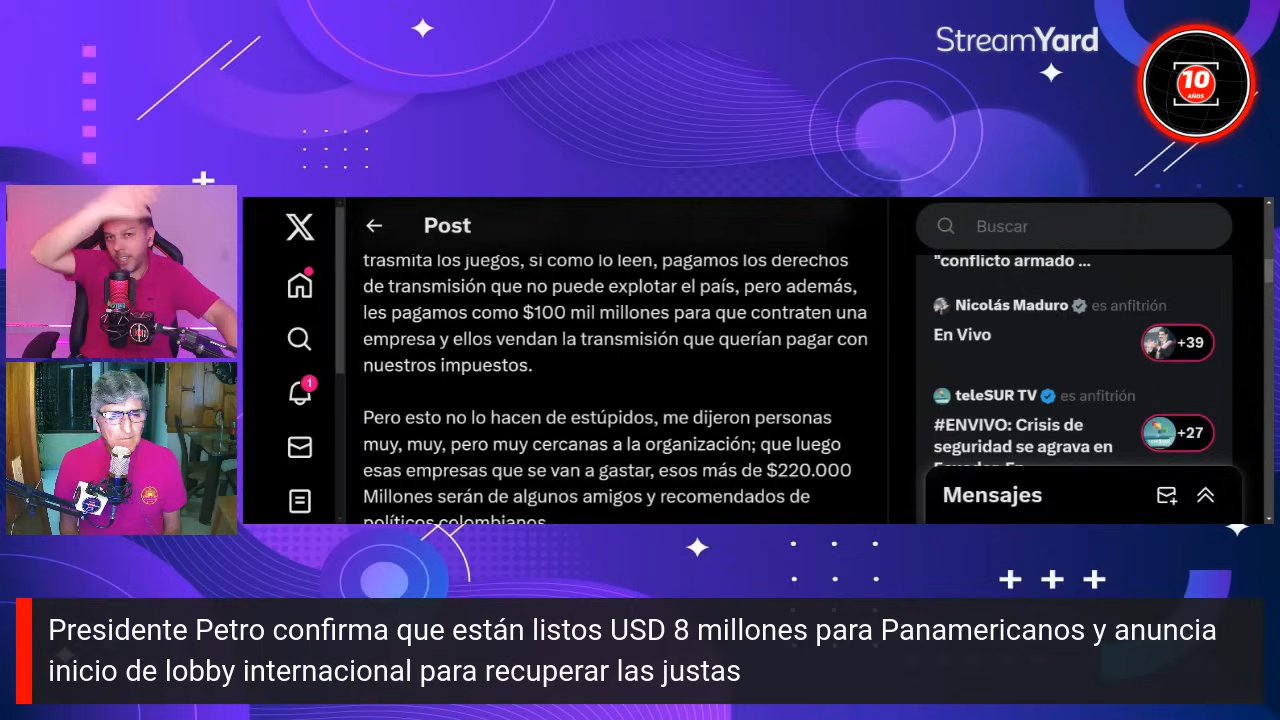 StreamYard
10
AÑOS
Post
Buscar
trasmita los juegos, si como lo leen, pagamos los derechos
de transmisión que no puede explotar el país, pero además,
les pagamos como $100 mil millones para que contraten una
empresa y ellos vendan la transmisión que querían pagar con
nuestros impuestos.
Pero esto no lo hacen de estúpidos, me dijeron personas
muy, muy, pero muy cercanas a la organización; que luego
esas empresas que se van a gastar, esos más de $220.000
Millones serán de algunos amigos y recomendados de
políticos colombianos
"conflicto armado ...
Nicolás Maduro es anfitrión
En Vivo
+39
teleSUR TV es anfitrión
#ENVIVO: Crisis de
seguridad se agrava en
Ecuador. En
+27
Mensajes
1
Presidente Petro confirma que están listos USD 8 millones para Panamericanos y anuncia
inicio de lobby internacional para recuperar las justas